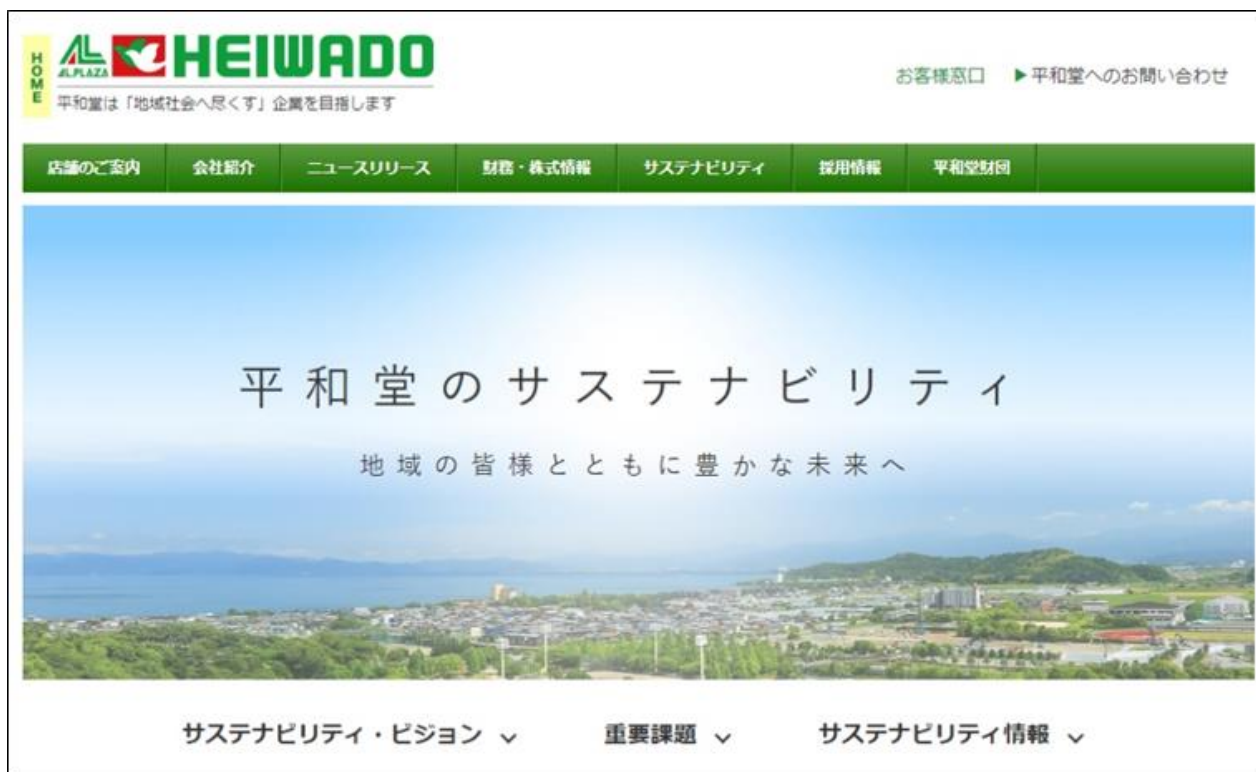 HOME
AL.PLAZA
HEIWADO
平和堂は「地域社会へ尽くす」企業を目指します
お客様窓口 ▶平和堂へのお問い合わせ
店舗のご案内 会社紹介 ニュースリリース 財務・株式情報 サステナビリティ 採用情報 平和堂財団
平和堂のサステナビリティ
地域の皆様とともに豊かな未来へ
サステナビリティ・ビジョン 重要課題 サステナビリティ情報